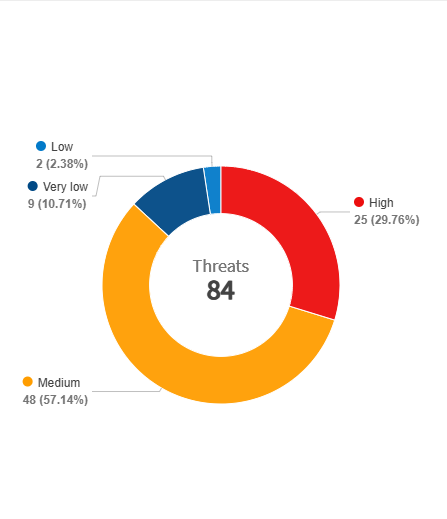 Low
2 (2.38%)
Very low
9 (10.71%)
High
25 (29.76%)
Threats
84
Medium
48 (57.14%)